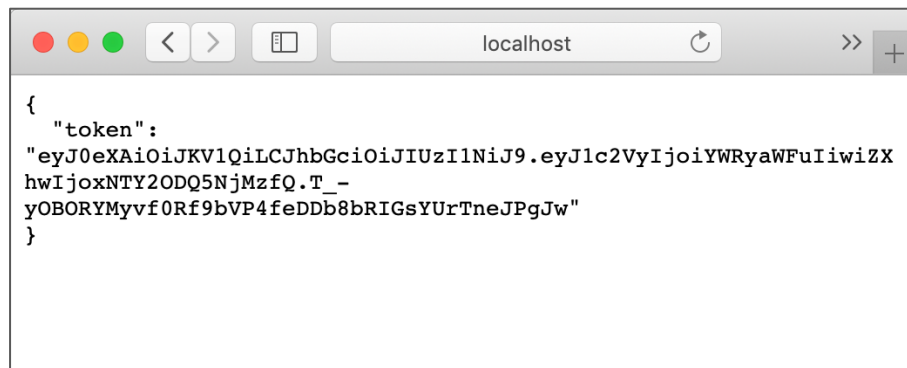 localhost
{
"token":
"eyJ0eXAiOiJKV1QiLCJhbGciOiJIUzI1NiJ9.eyJ1c2VyIjoiYWRyaWFuIiwiZX
hwIjoxNTY2ODQ5NjMzfQ.T_-
yOBORYMyvf0Rf9bVP4feDDb8bRIGsYUrTneJPgJw"
}